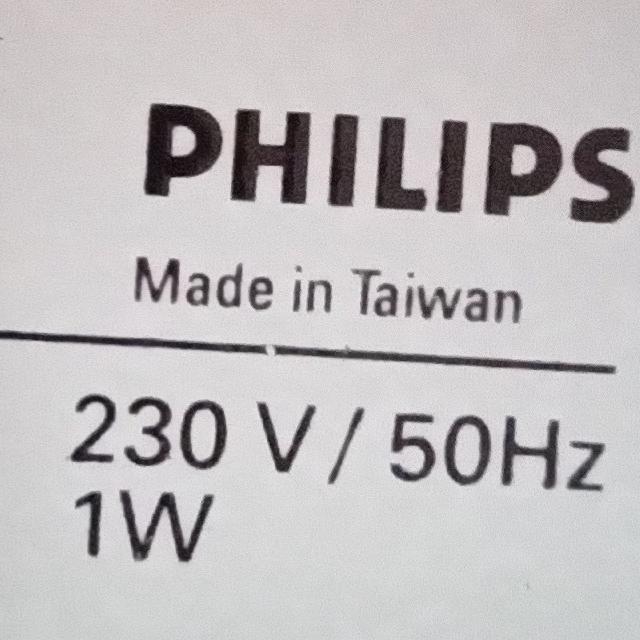 PHILIPS
Made in Taiwan
230 V / 50Hz
1W